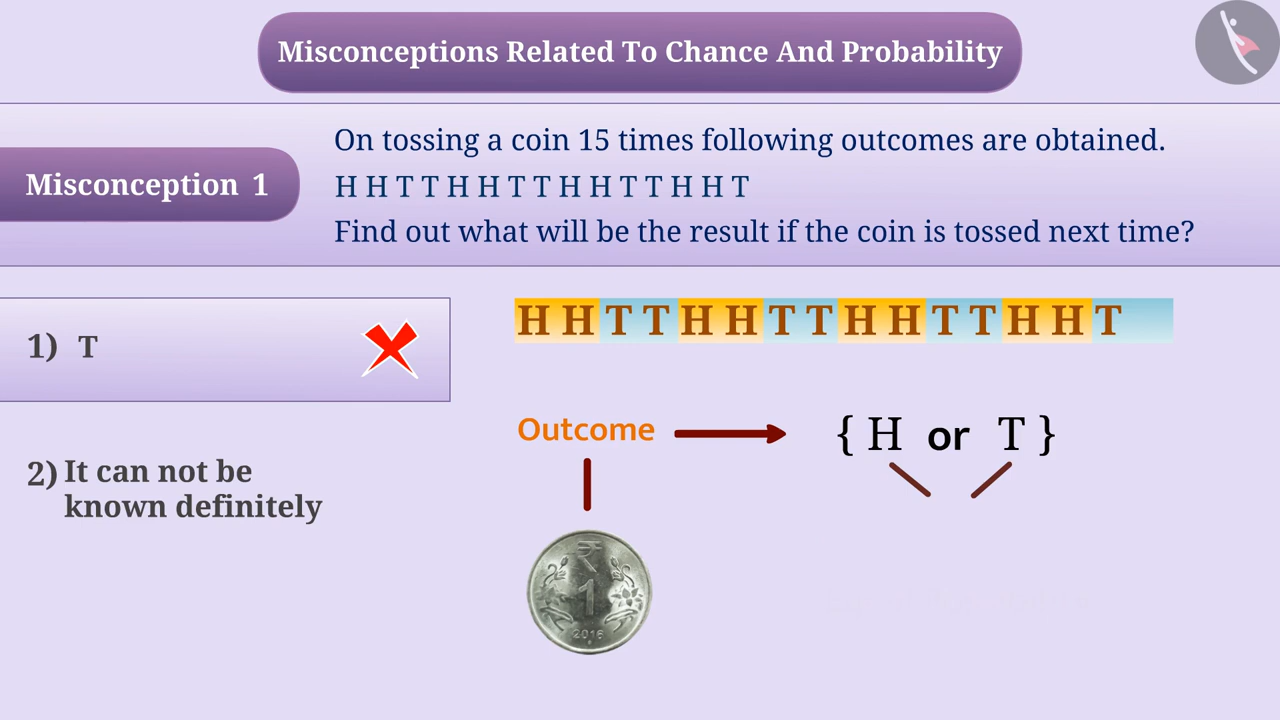 Misconceptions Related To Chance And Probability
Misconception 1
On tossing a coin 15 times following outcomes are obtained.
H H T T H H T T H H T T H H T
Find out what will be the result if the coin is tossed next time?
1) T
H H T T H H T T H H T T H H T
Outcome
{ H or T }
2) It can not be
known definitely
₹
1
2016